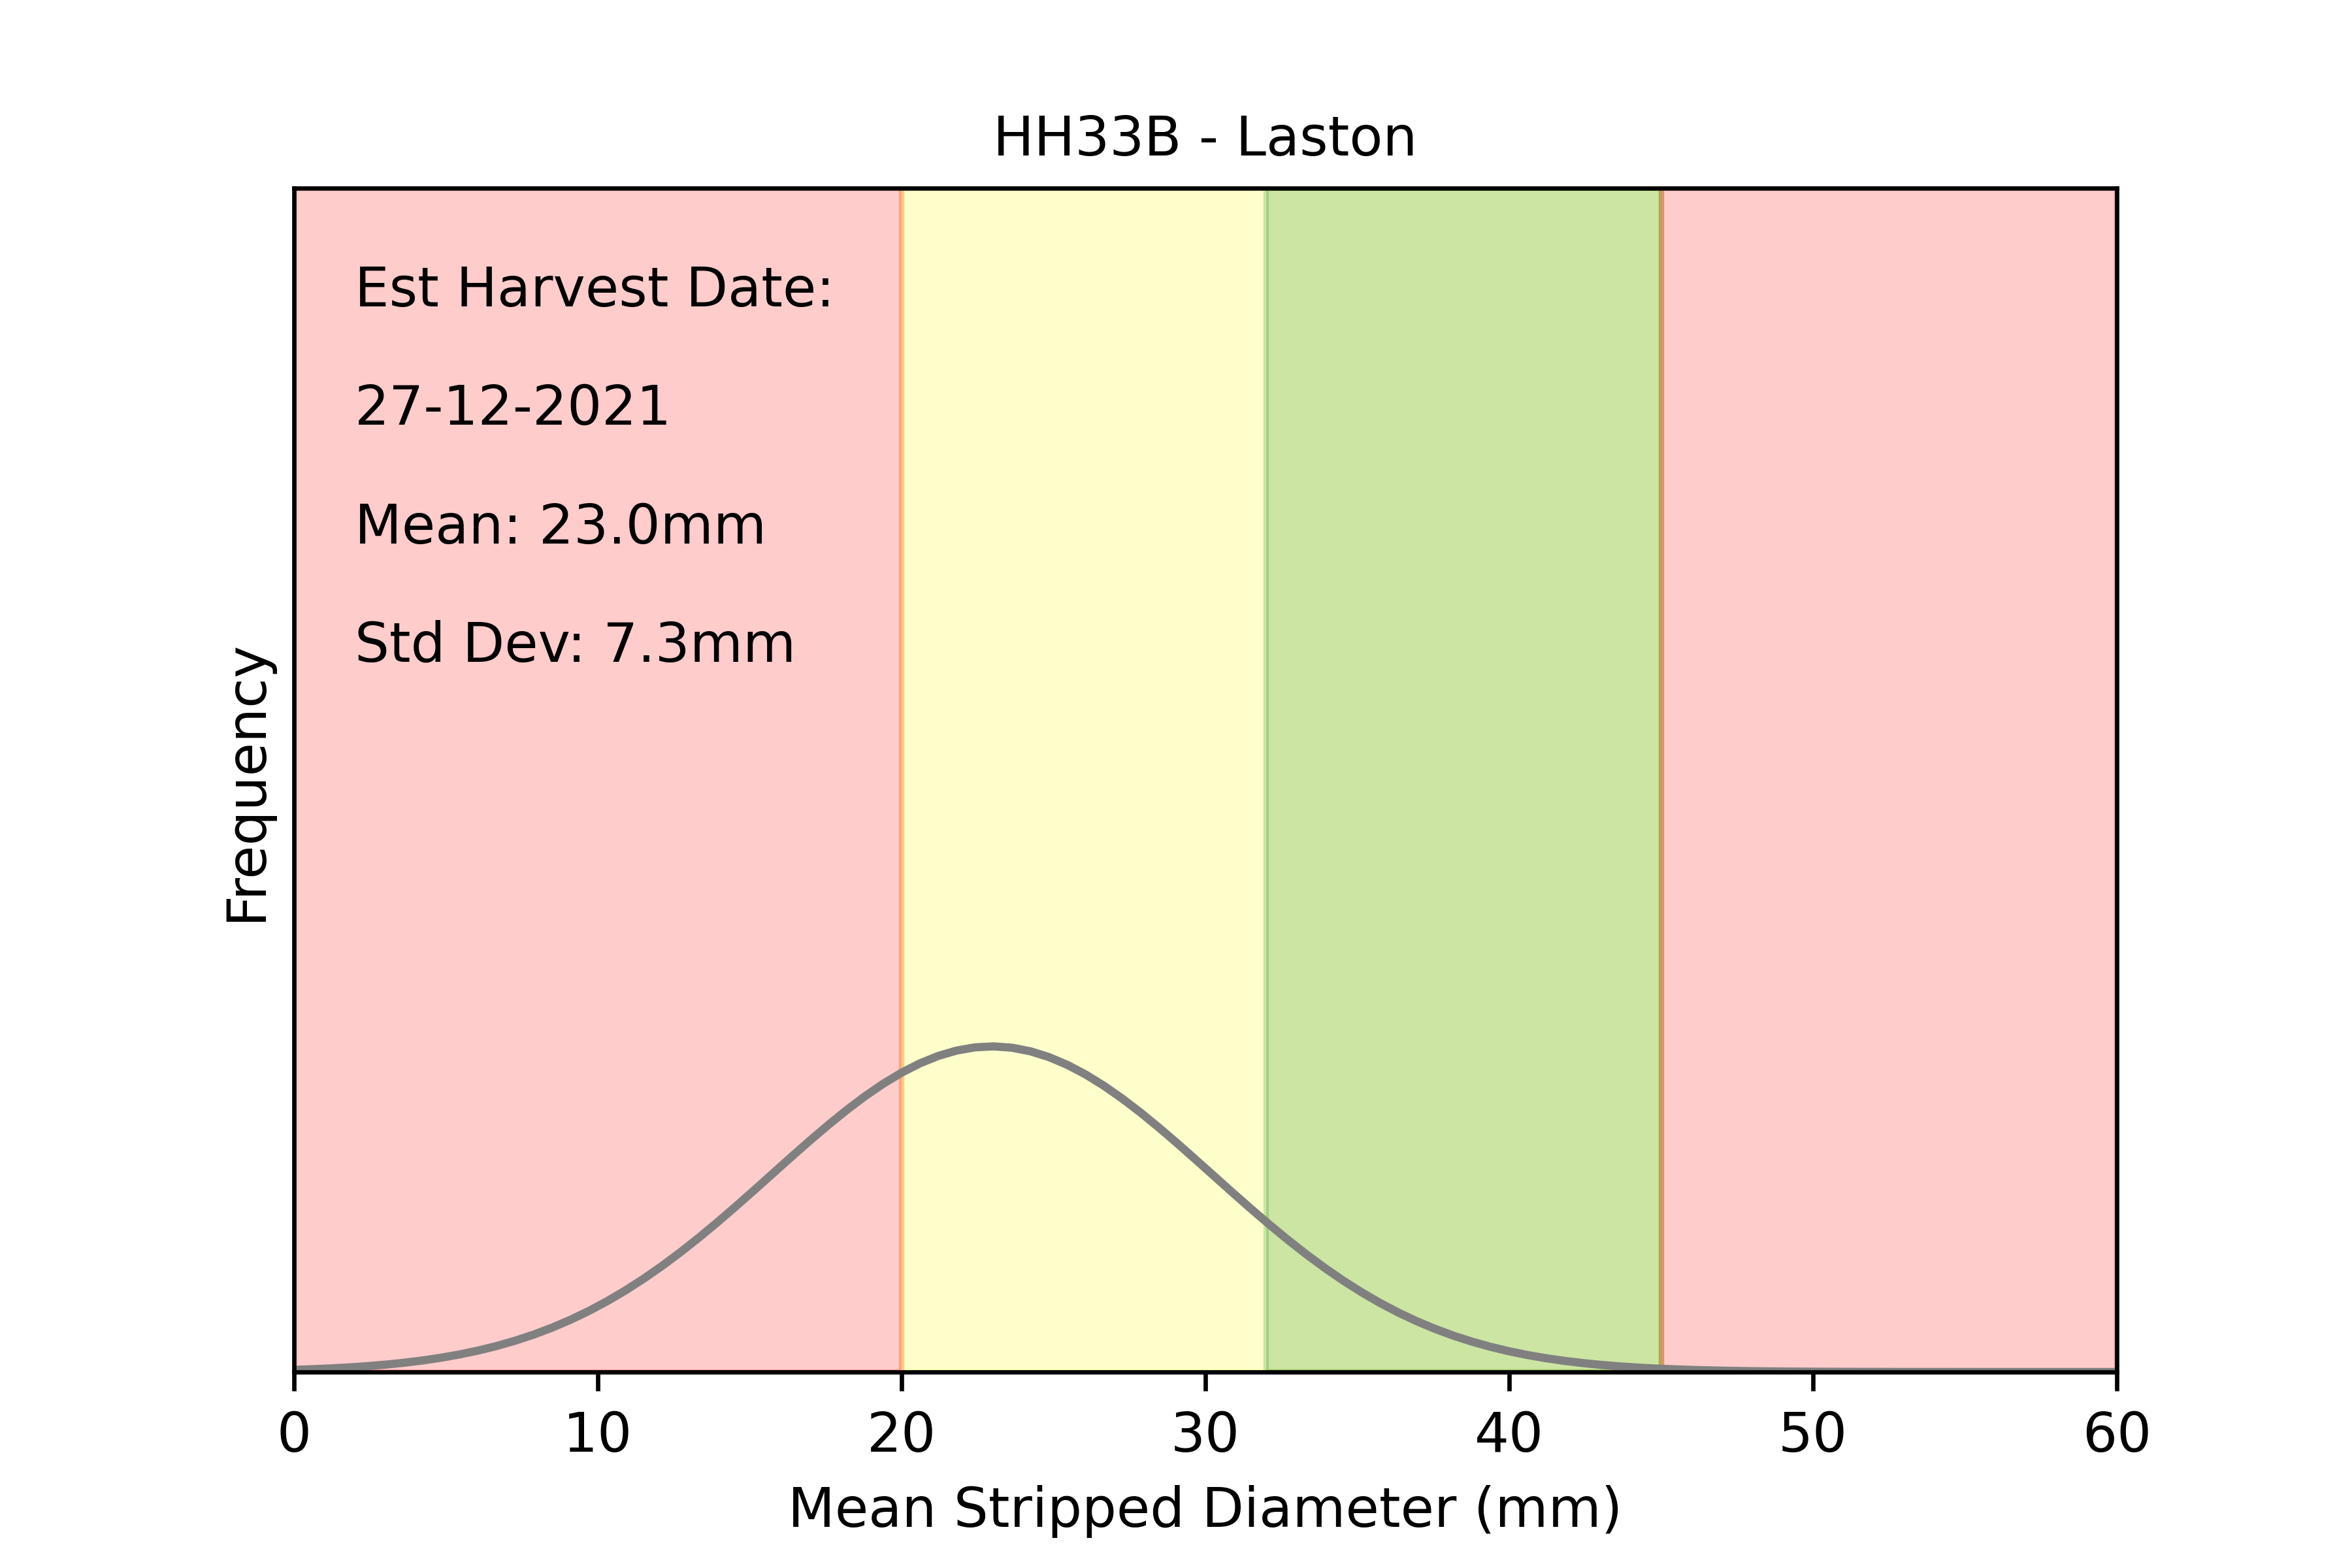 HH33B - Laston
Est Harvest Date:
27-12-2021
Mean: 23.0mm
Std Dev: 7.3mm
Frequency
0 10 20 30 40 50 60
Mean Stripped Diameter (mm)